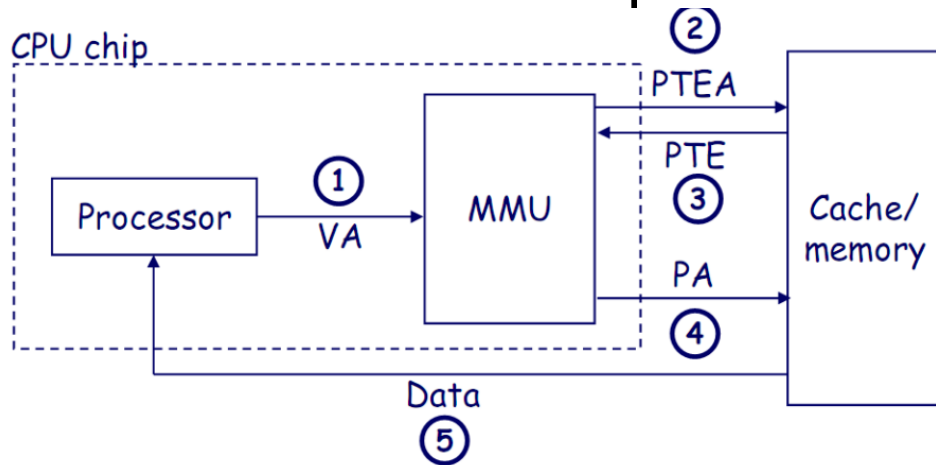 CPU chip
2
PTEA
PTE
3
1
VA
Processor
MMU
Cache/
memory
PA
4
Data
5